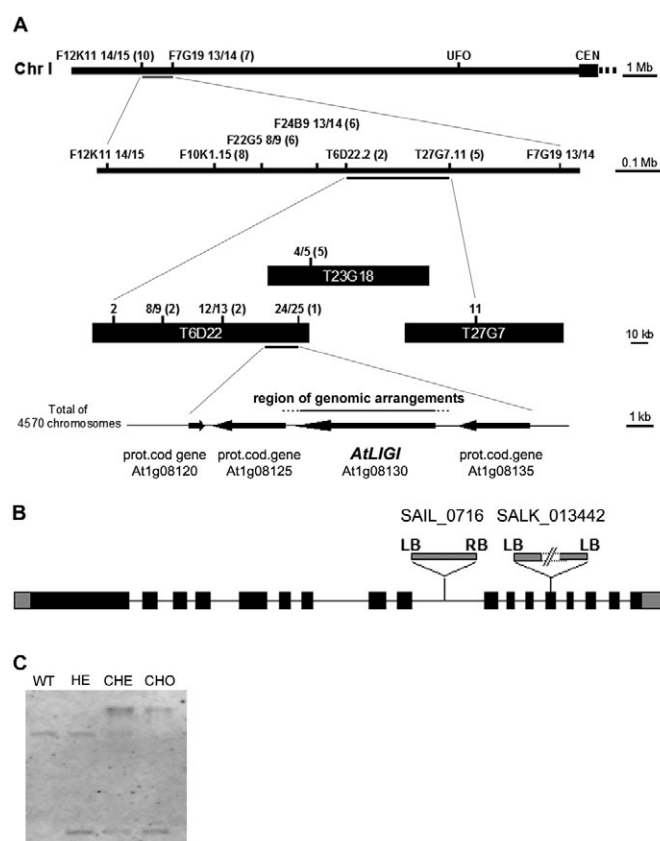 A
F12K11 14/15 (10) F7G19 13/14 (7) UFO CEN
Chr I
1 Mb
F24B9 13/14 (6)
F22G5 8/9 (6)
F12K11 14/15 F10K1.15 (8) T6D22.2 (2) T27G7.11 (5) F7G19 13/14
0.1 Mb
4/5 (5)
T23G18
2 8/9 (2) 12/13 (2) 24/25 (1) 11
T6D22 T27G7
10 kb
region of genomic arrangements
Total of
4570 chromosomes
1 kb
prot.cod gene prot.cod.gene AtLIGI prot.cod.gene
At1g08120 At1g08125 At1g08130 At1g08135
B
SAIL_0716 SALK_013442
LB RB LB LB
C
WT HE CHE CHO